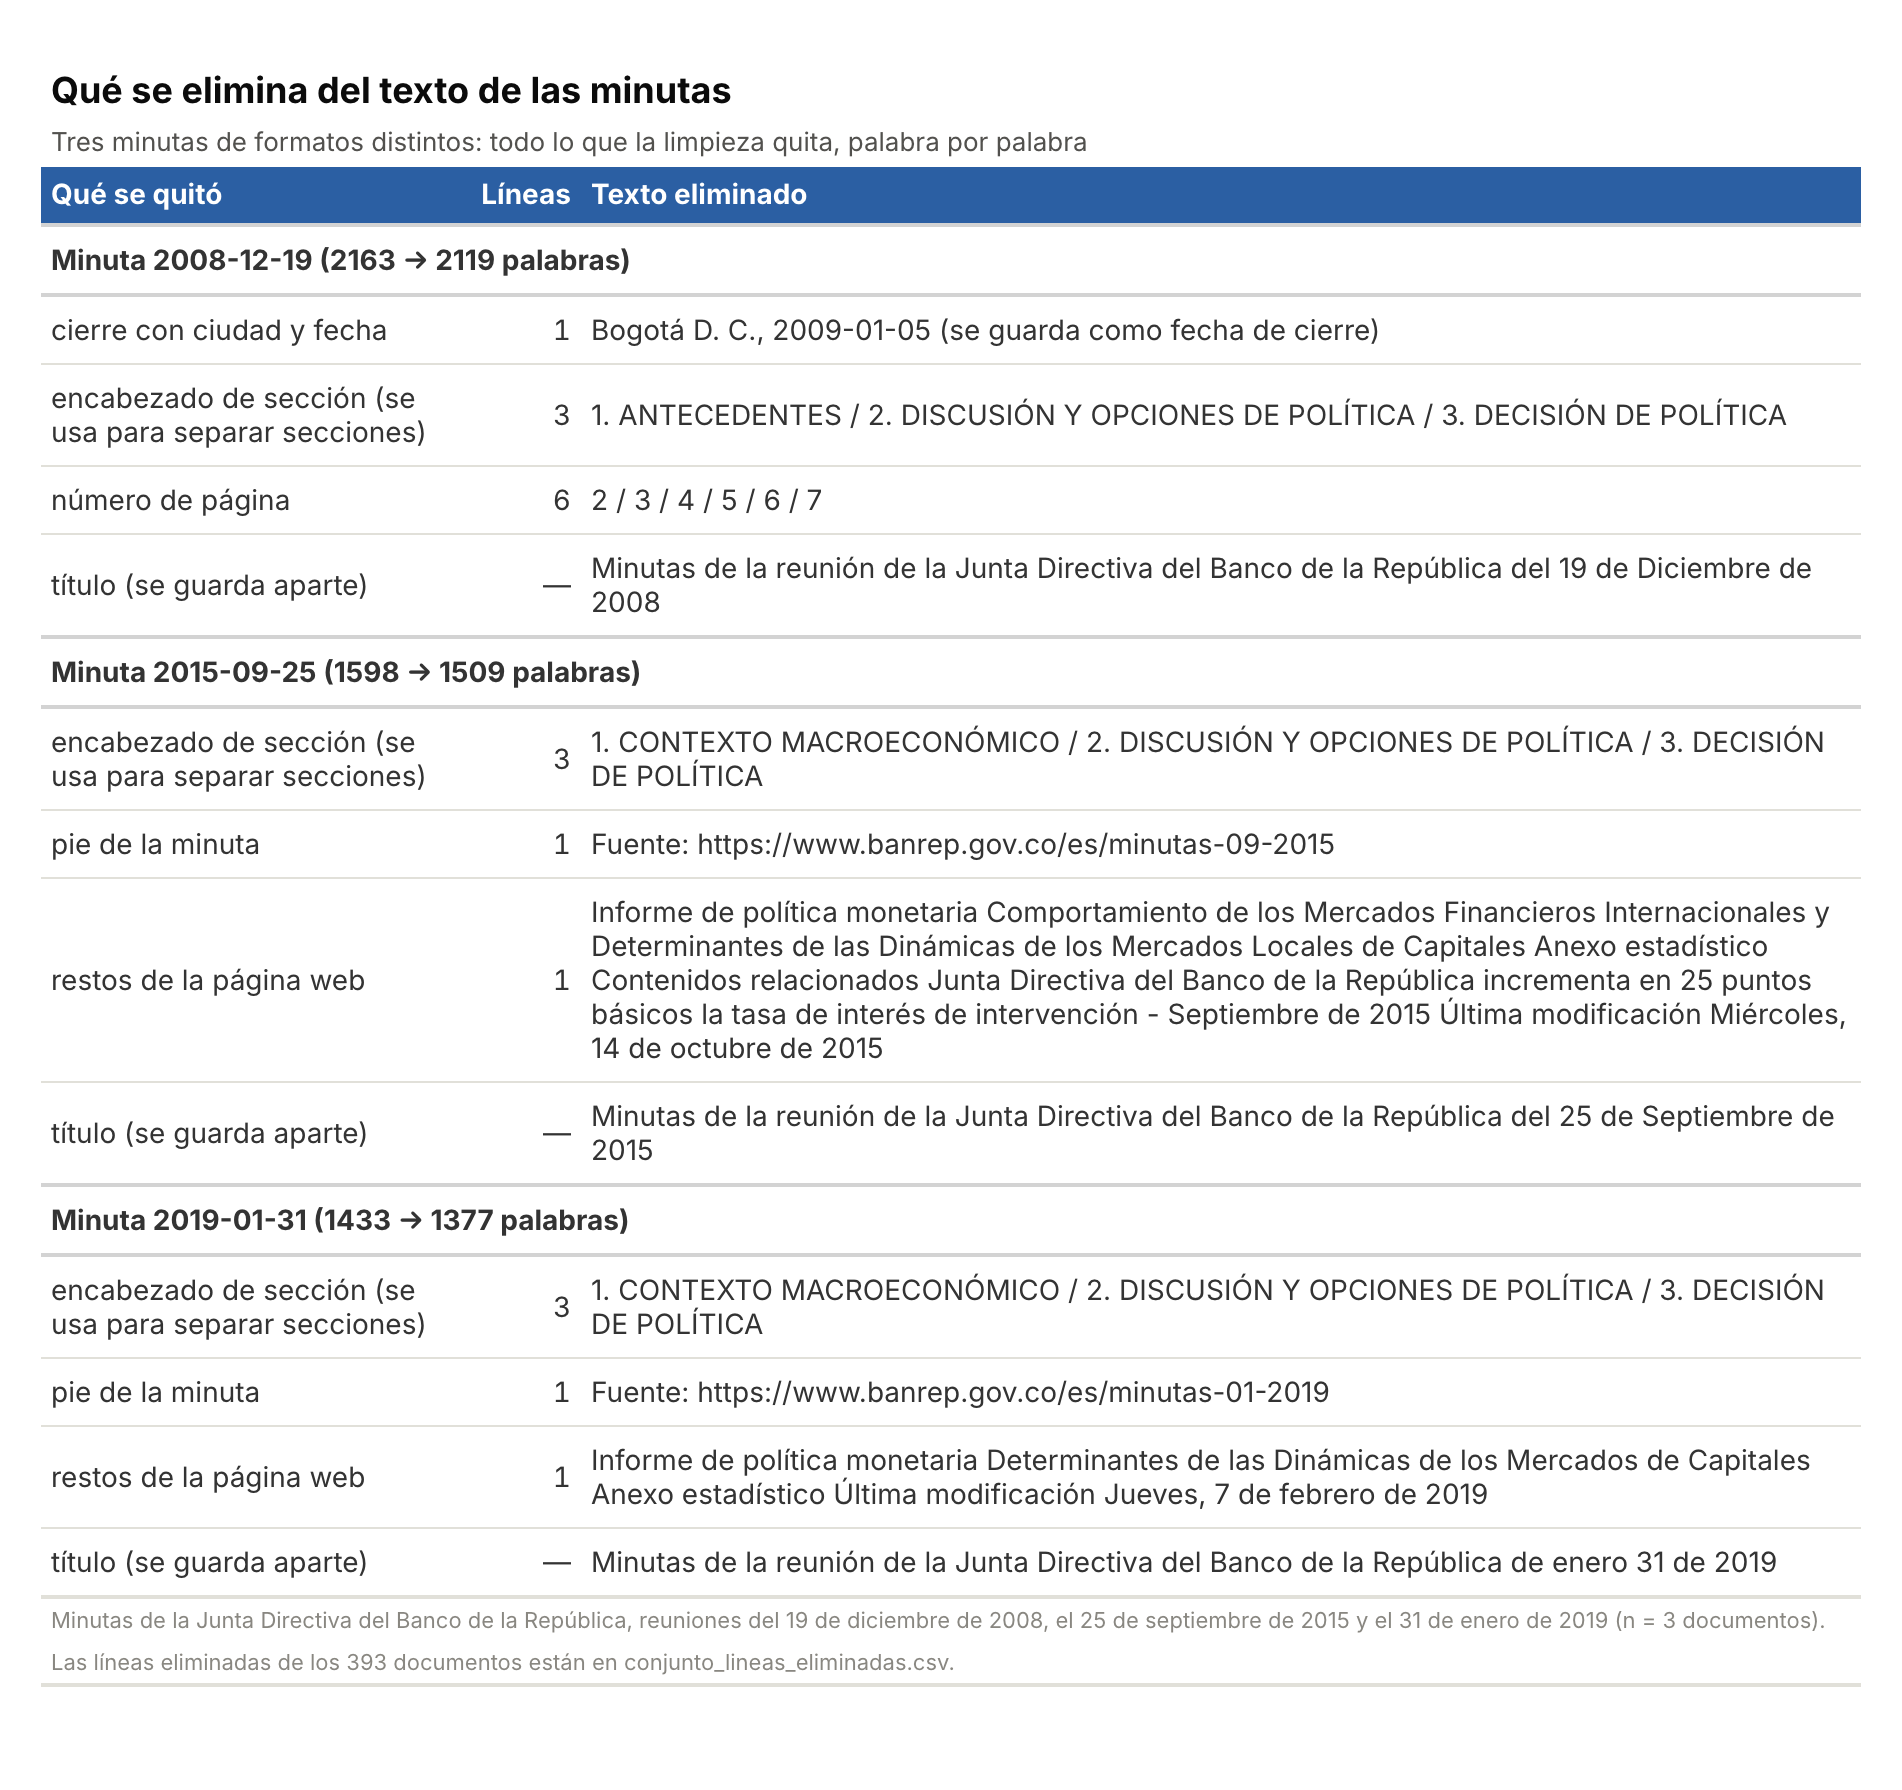 Qué se elimina del texto de las minutas
Tres minutas de formatos distintos: todo lo que la limpieza quita, palabra por palabra
Qué se quitó Líneas Texto eliminado
Minuta 2008-12-19 (2163 → 2119 palabras)
cierre con ciudad y fecha 1 Bogotá D. C., 2009-01-05 (se guarda como fecha de cierre)
encabezado de sección (se
usa para separar secciones) 3 1. ANTECEDENTES / 2. DISCUSIÓN Y OPCIONES DE POLÍTICA / 3. DECISIÓN DE POLÍTICA
número de página 6 2 / 3 / 4 / 5 / 6 / 7
título (se guarda aparte) — Minutas de la reunión de la Junta Directiva del Banco de la República del 19 de Diciembre de
2008
Minuta 2015-09-25 (1598 → 1509 palabras)
encabezado de sección (se
usa para separar secciones) 3 1. CONTEXTO MACROECONÓMICO / 2. DISCUSIÓN Y OPCIONES DE POLÍTICA / 3. DECISIÓN
DE POLÍTICA
pie de la minuta 1 Fuente: https://www.banrep.gov.co/es/minutas-09-2015
restos de la página web 1 Informe de política monetaria Comportamiento de los Mercados Financieros Internacionales y
Determinantes de las Dinámicas de los Mercados Locales de Capitales Anexo estadístico
Contenidos relacionados Junta Directiva del Banco de la República incrementa en 25 puntos
básicos la tasa de interés de intervención - Septiembre de 2015 Última modificación Miércoles,
14 de octubre de 2015
título (se guarda aparte) — Minutas de la reunión de la Junta Directiva del Banco de la República del 25 de Septiembre de
2015
Minuta 2019-01-31 (1433 → 1377 palabras)
encabezado de sección (se
usa para separar secciones) 3 1. CONTEXTO MACROECONÓMICO / 2. DISCUSIÓN Y OPCIONES DE POLÍTICA / 3. DECISIÓN
DE POLÍTICA
pie de la minuta 1 Fuente: https://www.banrep.gov.co/es/minutas-01-2019
restos de la página web 1 Informe de política monetaria Determinantes de las Dinámicas de los Mercados de Capitales
Anexo estadístico Última modificación Jueves, 7 de febrero de 2019
título (se guarda aparte) — Minutas de la reunión de la Junta Directiva del Banco de la República de enero 31 de 2019
Minutas de la Junta Directiva del Banco de la República, reuniones del 19 de diciembre de 2008, el 25 de septiembre de 2015 y el 31 de enero de 2019 (n = 3 documentos).
Las líneas eliminadas de los 393 documentos están en conjunto_lineas_eliminadas.csv.